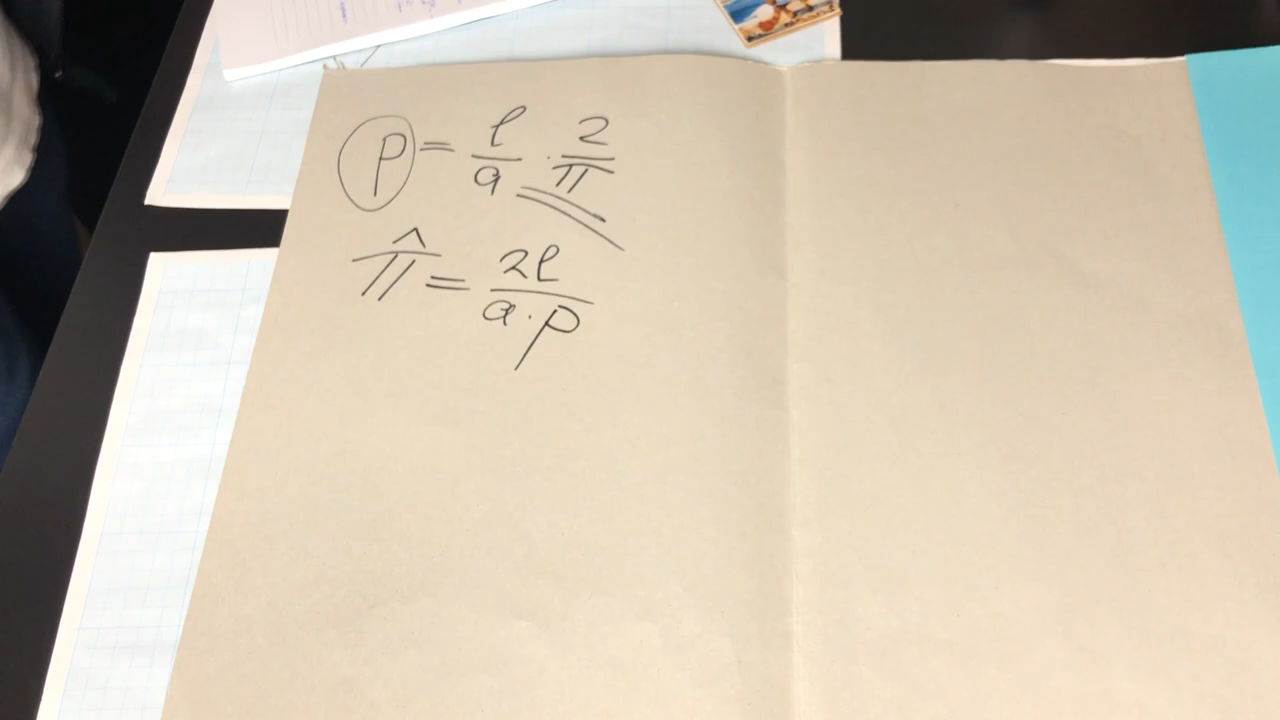 p = ℓ/a · 2/π
π̂ = 2ℓ/(a·p)